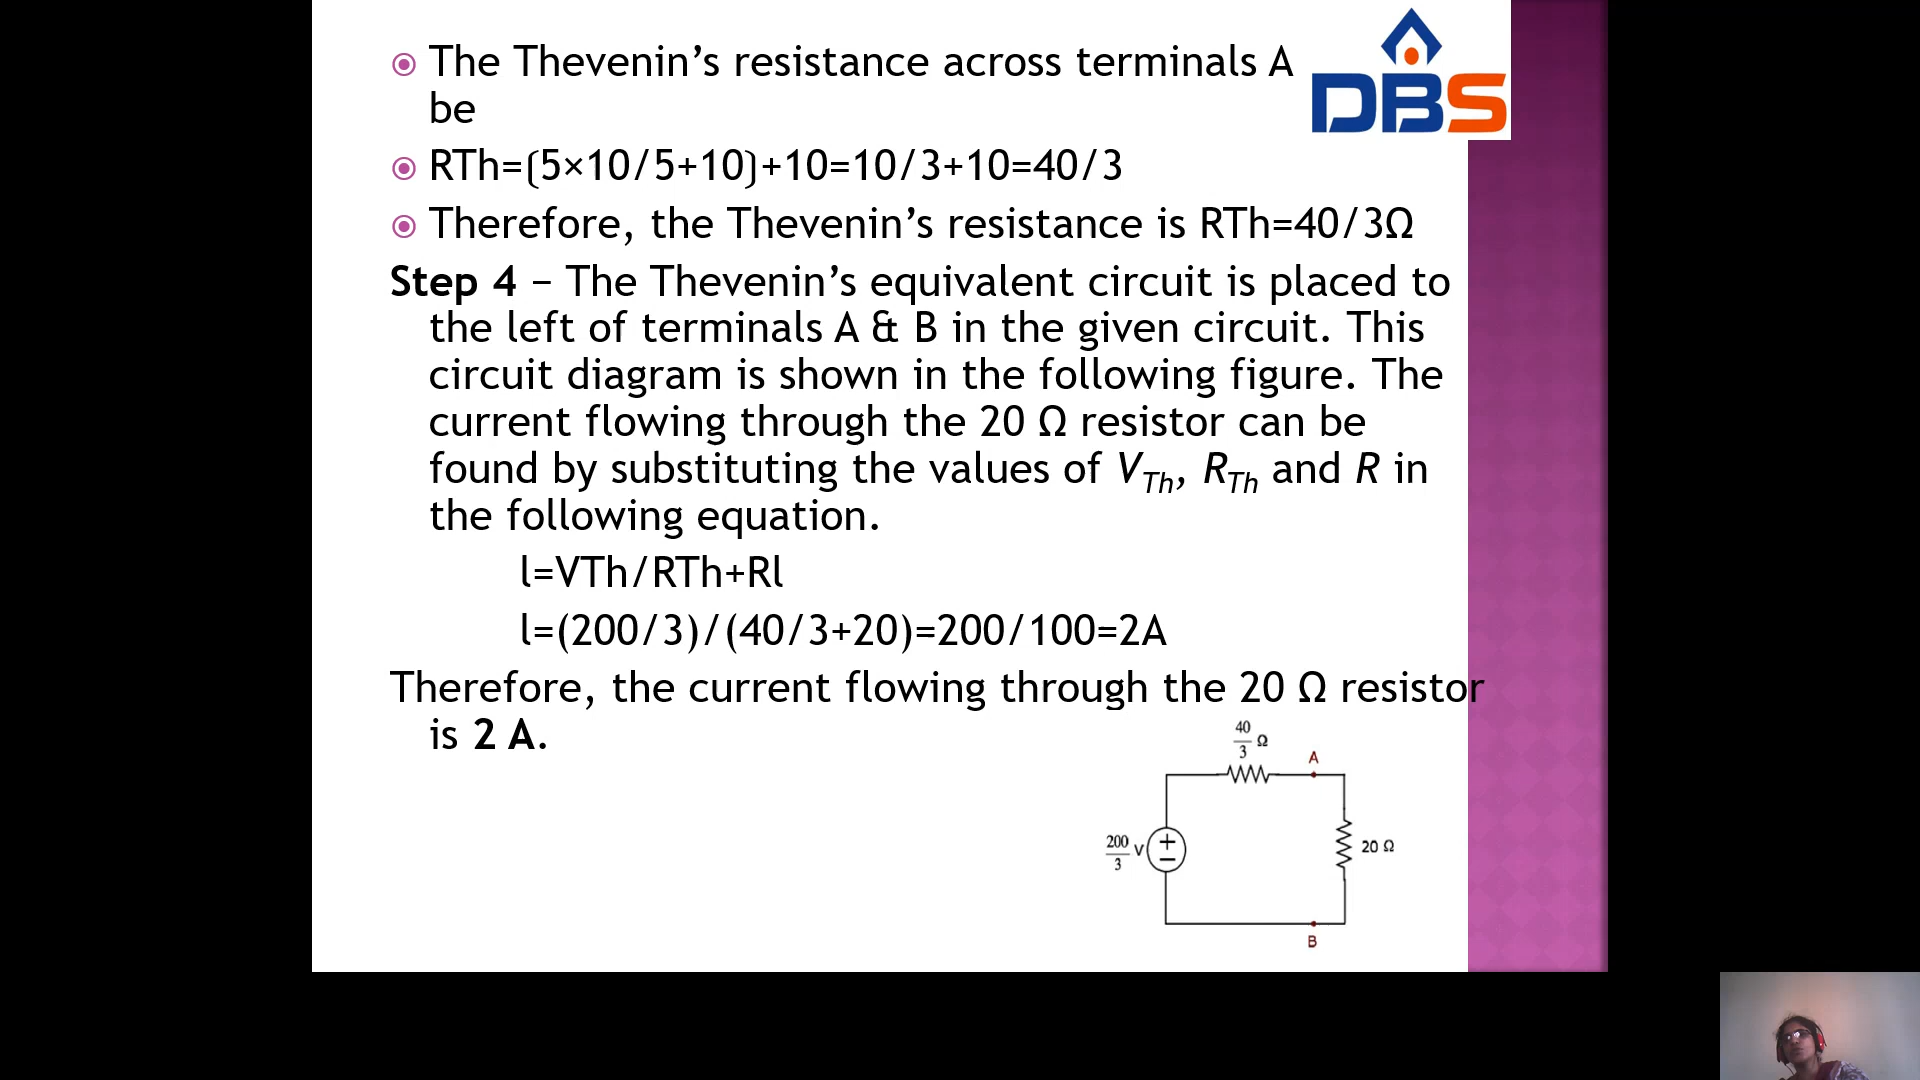 The Thevenin’s resistance across terminals A
be
RTh=(5×10/5+10)+10=10/3+10=40/3
Therefore, the Thevenin’s resistance is RTh=40/3Ω
Step 4 – The Thevenin’s equivalent circuit is placed to
the left of terminals A & B in the given circuit. This
circuit diagram is shown in the following figure. The
current flowing through the 20 Ω resistor can be
found by substituting the values of VTh, RTh and R in
the following equation.
l=VTh/RTh+Rl
l=(200/3)/(40/3+20)=200/100=2A
Therefore, the current flowing through the 20 Ω resistor
is 2 A.
DBS
40/3 Ω
A
200/3 V
20 Ω
B